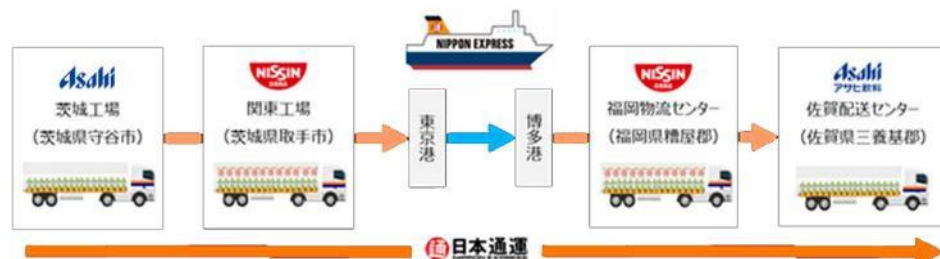 NIPPON EXPRESS
Asahi
茨城工場
(茨城県守谷市)
NISSIN
関東工場
(茨城県取手市)
東京港
博多港
NISSIN
福岡物流センター
(福岡県糟屋郡)
Asahi
アサヒ飲料
佐賀配送センター
(佐賀県三養基郡)
日本通運